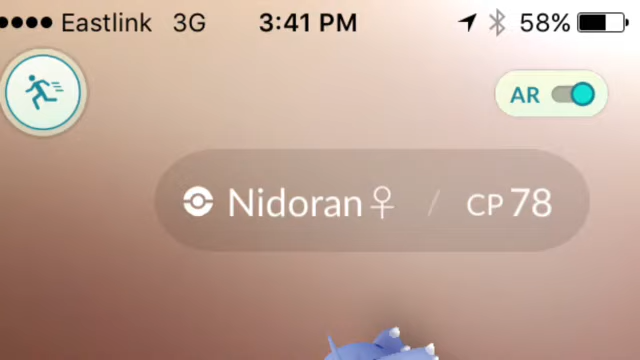 Eastlink 3G 3:41 PM 58%
AR
Nidoran♀ / CP 78